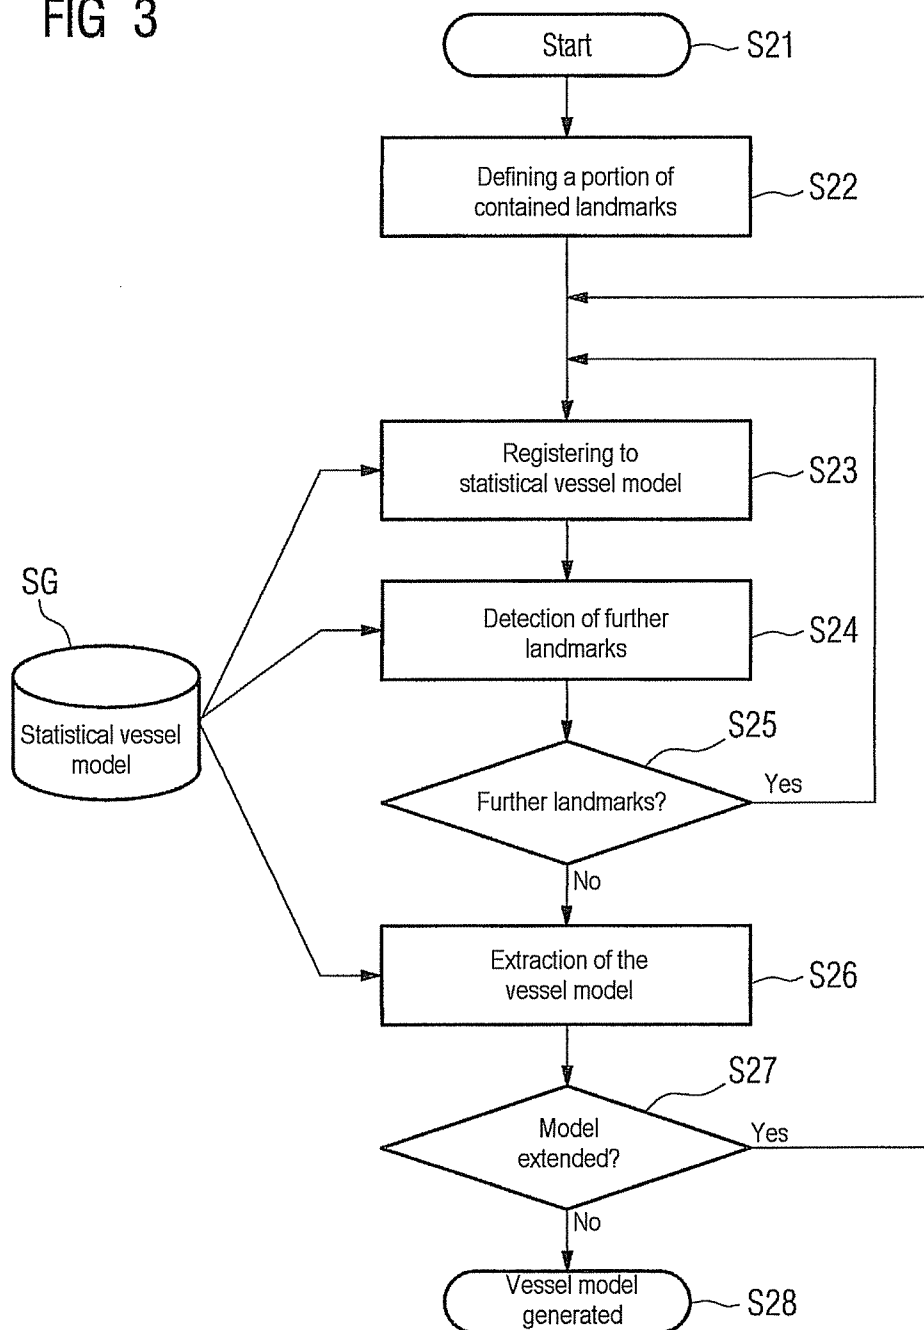 FIG 3
Start
S21
Defining a portion of
contained landmarks
S22
Registering to
statistical vessel model
S23
SG
Statistical vessel
model
Detection of further
landmarks
S24
S25
Further landmarks?
Yes
No
Extraction of the
vessel model
S26
S27
Model
extended?
Yes
No
Vessel model
generated
S28